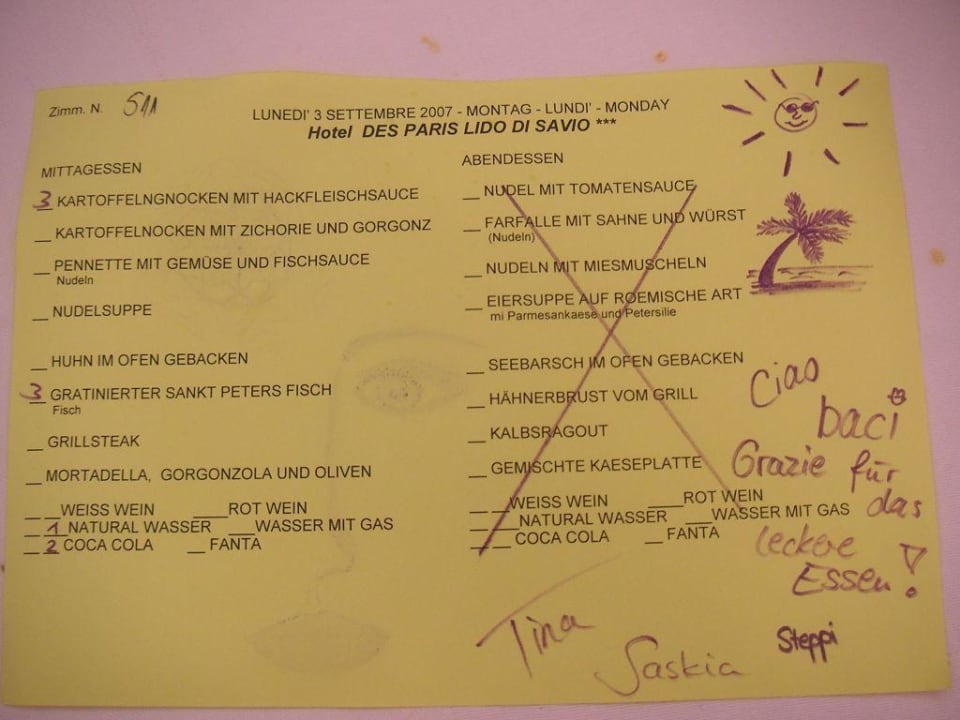 Zimm. N. 511
LUNEDI' 3 SETTEMBRE 2007 - MONTAG - LUNDI' - MONDAY
Hotel DES PARIS LIDO DI SAVIO ***
MITTAGESSEN
3 KARTOFFELNGNOCKEN MIT HACKFLEISCHSAUCE
__ KARTOFFELNOCKEN MIT ZICHORIE UND GORGONZ
__ PENNETTE MIT GEMÜSE UND FISCHSAUCE
Nudeln
__ NUDELSUPPE
__ HUHN IM OFEN GEBACKEN
3 GRATINIERTER SANKT PETERS FISCH
Fisch
__ GRILLSTEAK
__ MORTADELLA, GORGONZOLA UND OLIVEN
__ __WEISS WEIN ____ROT WEIN
__ 1 NATURAL WASSER ___WASSER MIT GAS
__ 2 COCA COLA __ FANTA
ABENDESSEN
__ NUDEL MIT TOMATENSAUCE
__ FARFALLE MIT SAHNE UND WÜRST
(Nudeln)
__ NUDELN MIT MIESMUSCHELN
__ EIERSUPPE AUF ROEMISCHE ART
mi Parmesankaese und Petersilie
__ SEEBARSCH IM OFEN GEBACKEN
__ HÄHNERBRUST VOM GRILL
__ KALBSRAGOUT
__ GEMISCHTE KAESEPLATTE
__ __WEISS WEIN ____ROT WEIN
__ __NATURAL WASSER ___WASSER MIT GAS
__ __ COCA COLA __ FANTA
Ciao
baci
Grazie für
das
leckere
Essen!
Tina
Saskia
Steppi